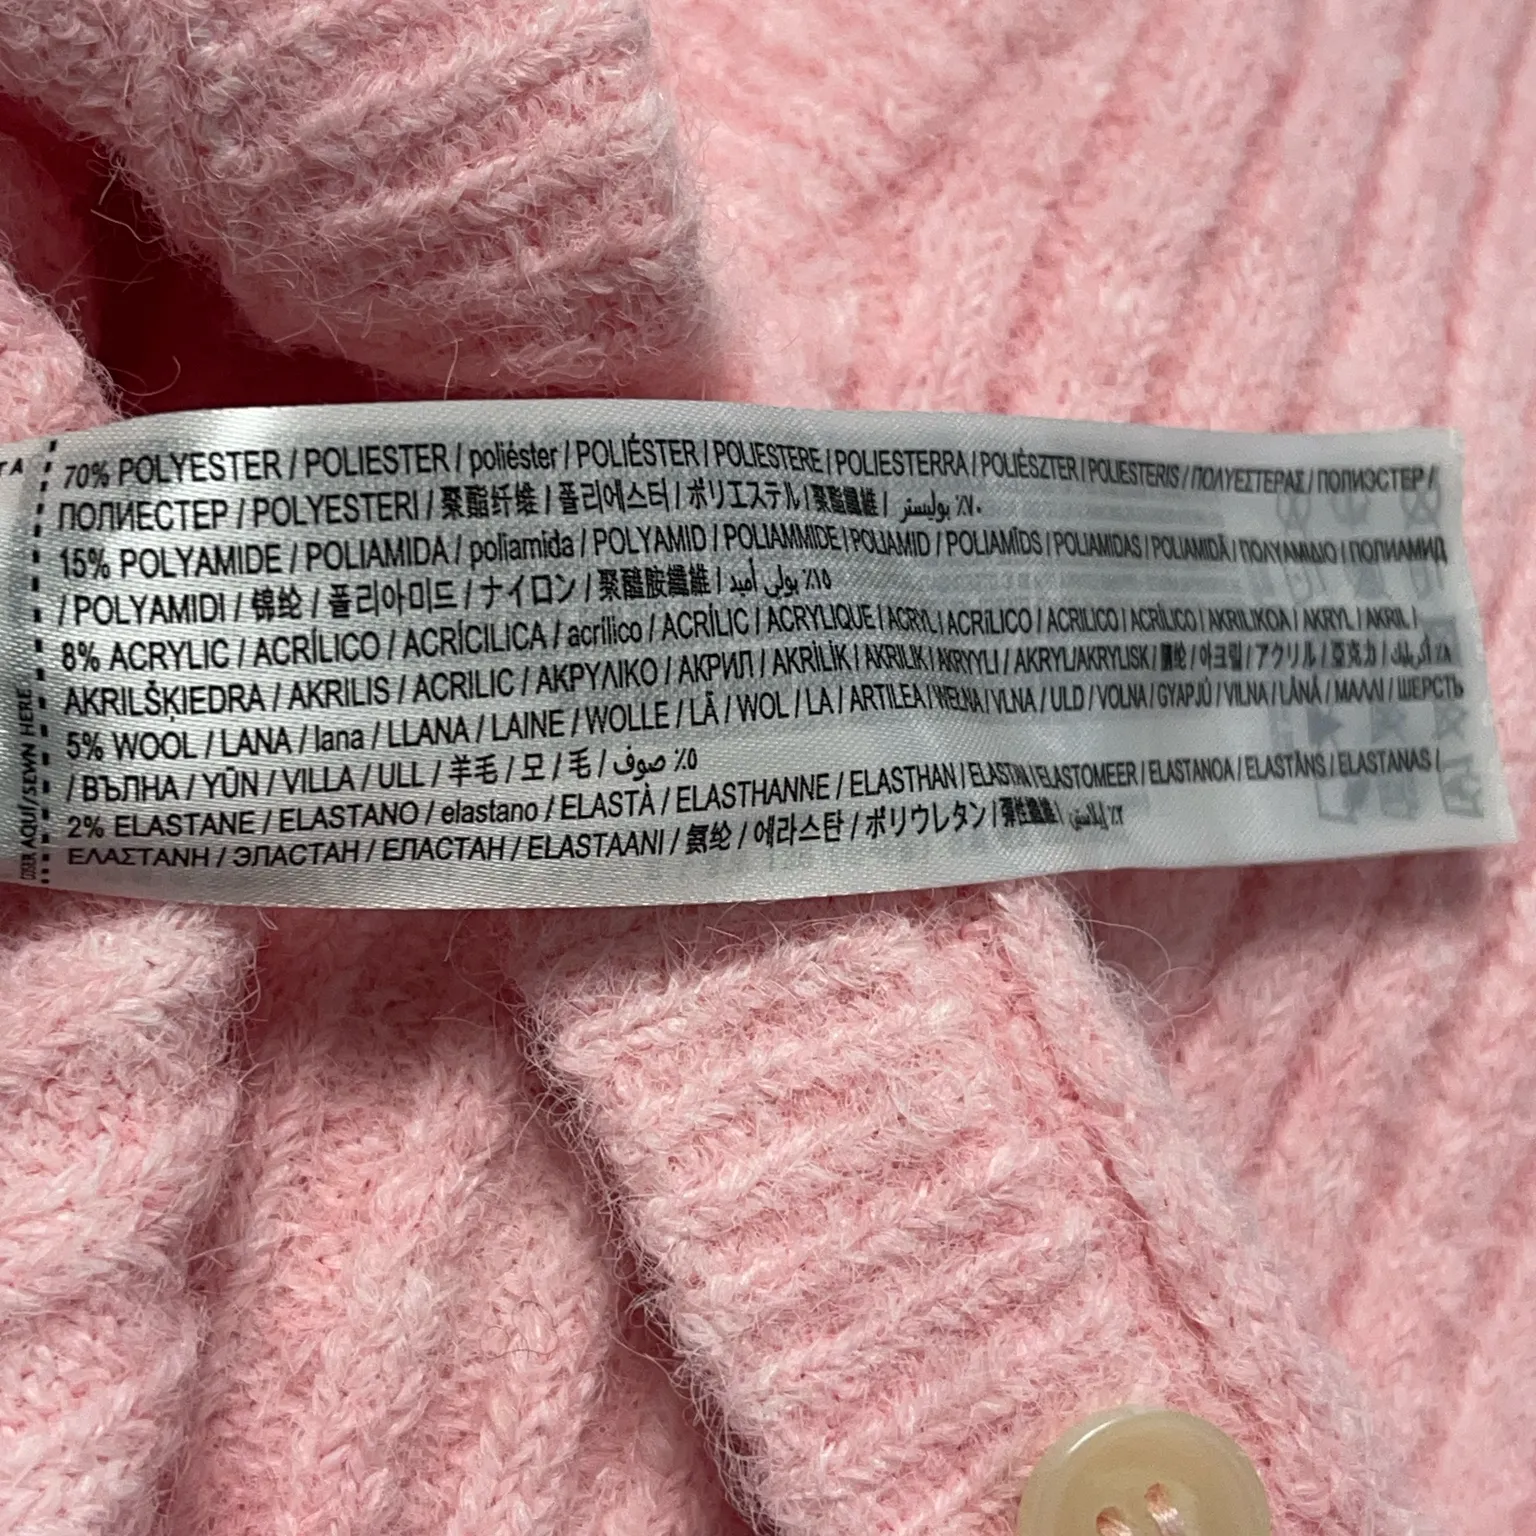 TA
COSER AQUÍ/SEWN HERE
70% POLYESTER / POLIESTER / poliéster / POLIÉSTER / POLIESTERE / POLIESTERRA / POLIÉSZTER / POLIESTERIS / ΠΟΛΥΕΣΤΕΡΑΣ / ПОЛИЭСТЕР /
ПОЛИЕСТЕР / POLYESTERI / 聚酯纤维 / 폴리에스터 / ポリエステル / 聚酯纖維 / بوليستر ٪٧٠
15% POLYAMIDE / POLIAMIDA / poliamida / POLYAMID / POLIAMMIDE / POLIAMID / POLIAMĪDS / POLIAMIDAS / POLIAMIDĂ / ΠΟΛΥΑΜΙΔΙΟ / ПОЛИАМИД
/ POLYAMIDI / 锦纶 / 폴리아미드 / ナイロン / 聚醯胺纖維 / بولي أميد ٪١٥
8% ACRYLIC / ACRÍLICO / ACRÍCILICA / acrílico / ACRÍLIC / ACRYLIQUE / ACRYL / ACRILICO / ACRILICO / ACRÍLICO / AKRILIKOA / AKRYL / AKRIL /
AKRILŠĶIEDRA / AKRILIS / ACRILIC / ΑΚΡΥΛΙΚΟ / АКРИЛ / AKRİLİK / AKRILIK / AKRYYLI / AKRYL/AKRYLISK / 腈纶 / 아크릴 / アクリル / 亞克力 / أكريليك ٪٨
5% WOOL / LANA / lana / LLANA / LAINE / WOLLE / LÃ / WOL / LA / ARTILEA / WEŁNA / VLNA / ULD / VOLNA / GYAPJÚ / VILNA / LÂNĂ / ΜΑΛΛΙ / ШЕРСТЬ
/ ВЪЛНА / YÜN / VILLA / ULL / 羊毛 / 모 / 毛 / صوف ٪٥
2% ELASTANE / ELASTANO / elastano / ELASTÀ / ELASTHANNE / ELASTHAN / ELASTIN / ELASTOMEER / ELASTANOA / ELASTĀNS / ELASTANAS /
ΕΛΑΣΤΑΝΗ / ЭЛАСТАН / ЕЛАСТАН / ELASTAANI / 氨纶 / 에라스탄 / ポリウレタン / 彈性纖維 / إيلاستين ٪٢